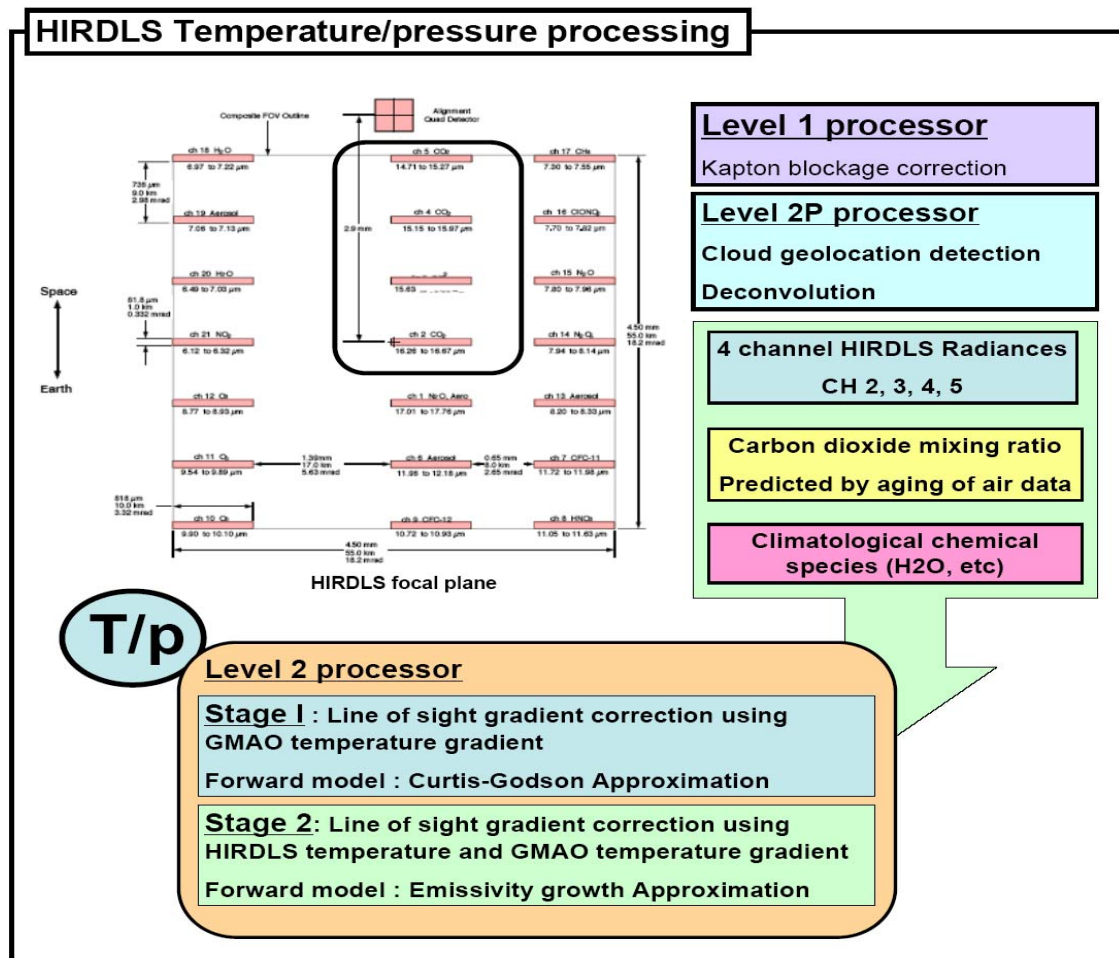 HIRDLS Temperature/pressure processing
Composite FOV Outline
Alignment
Quad Detector
ch 18 H₂O
6.97 to 7.22 µm
ch 5 CO₂
14.71 to 15.27 µm
ch 17 CH₄
7.30 to 7.55 µm
735 µm
9.0 km
2.98 mrad
ch 19 Aerosol
7.06 to 7.13 µm
ch 4 CO₂
15.15 to 15.97 µm
ch 16 ClONO₂
7.70 to 7.82 µm
2.9 mm
ch 20 H₂O
6.49 to 7.03 µm
15.63
ch 15 N₂O
7.80 to 7.96 µm
Space
Earth
81.8 µm
1.0 km
0.332 mrad
ch 21 NO₂
6.12 to 6.32 µm
ch 2 CO₂
16.26 to 16.67 µm
ch 14 N₂O₅
7.94 to 8.14 µm
4.50 mm
55.0 km
18.2 mrad
ch 12 O₃
8.77 to 8.93 µm
ch 1 N₂O, Aero
17.01 to 17.76 µm
ch 13 Aerosol
8.20 to 8.33 µm
ch 11 O₃
9.54 to 9.89 µm
1.39mm
17.0 km
5.63 mrad
ch 6 Aerosol
11.96 to 12.18 µm
0.65 mm
8.0 km
2.65 mrad
ch 7 CFC-11
11.72 to 11.98 µm
818 µm
10.0 km
3.32 mrad
ch 10 O₃
9.90 to 10.10 µm
ch 9 CFC-12
10.72 to 10.93 µm
ch 8 HNO₃
11.05 to 11.63 µm
4.50 mm
55.0 km
18.2 mrad
HIRDLS focal plane
Level 1 processor
Kapton blockage correction
Level 2P processor
Cloud geolocation detection
Deconvolution
4 channel HIRDLS Radiances
CH 2, 3, 4, 5
Carbon dioxide mixing ratio
Predicted by aging of air data
Climatological chemical
species (H2O, etc)
T/p
Level 2 processor
Stage I : Line of sight gradient correction using
GMAO temperature gradient
Forward model : Curtis-Godson Approximation
Stage 2: Line of sight gradient correction using
HIRDLS temperature and GMAO temperature gradient
Forward model : Emissivity growth Approximation